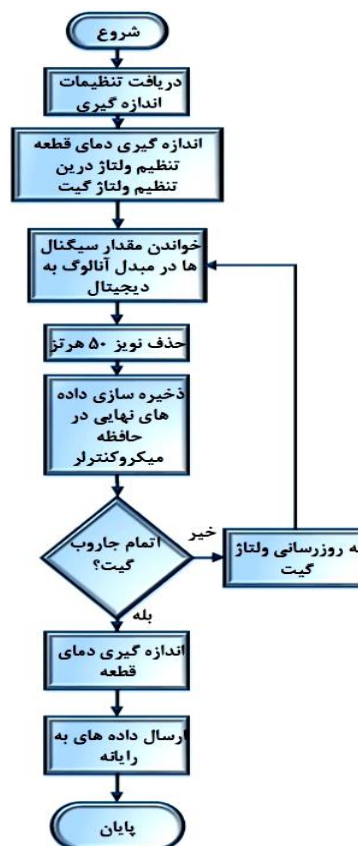 شروع
دریافت تنظیمات
اندازه گیری
اندازه گیری دمای قطعه
تنظیم ولتاژ درین
تنظیم ولتاژ گیت
خواندن مقدار سیگنال
ها در مبدل آنالوگ به
دیجیتال
حذف نویز ۵۰ هرتز
ذخیره سازی داده
های نهایی در
حافظه
میکروکنترلر
اتمام جاروب
گیت؟
خیر
به روزرسانی ولتاژ
گیت
بله
اندازه گیری دمای
قطعه
ارسال داده های به
رایانه
پایان